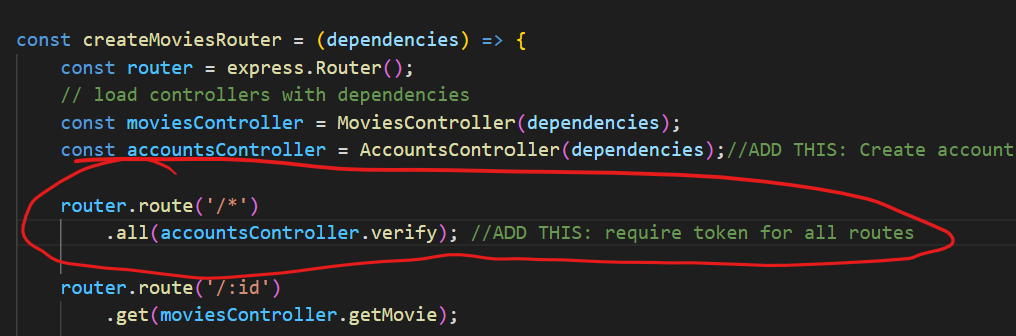 const createMoviesRouter = (dependencies) => {
const router = express.Router();
// load controllers with dependencies
const moviesController = MoviesController(dependencies);
const accountsController = AccountsController(dependencies);//ADD THIS: Create account
router.route('/*')
.all(accountsController.verify); //ADD THIS: require token for all routes
router.route('/:id')
.get(moviesController.getMovie);